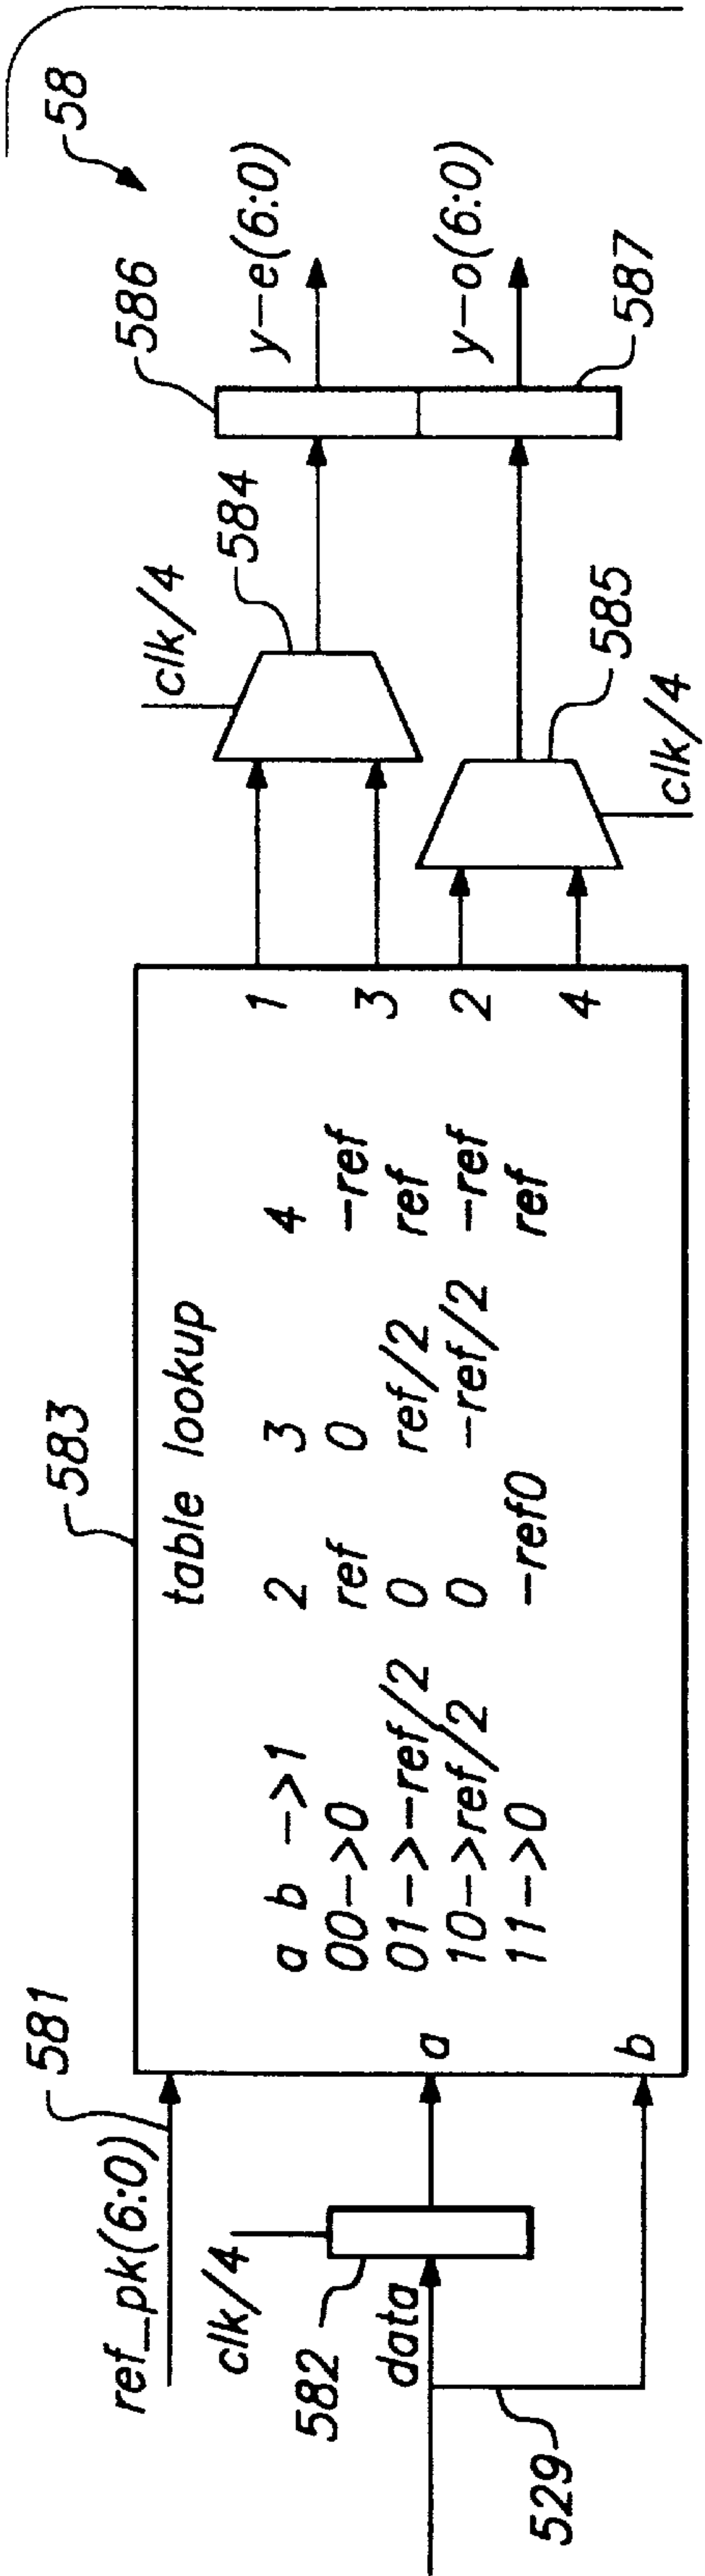 58
586
y-e(6:0)
y-o(6:0)
587
clk/4
584
585
clk/4
583
table lookup
a b ->1 2 3 4
00->0 ref 0 -ref
01->-ref/2 0 ref/2 ref
10->ref/2 0 -ref/2 -ref
11->0 -ref0 ref
1
3
2
4
581
ref_pk(6:0)
clk/4
582
data
a
b
529